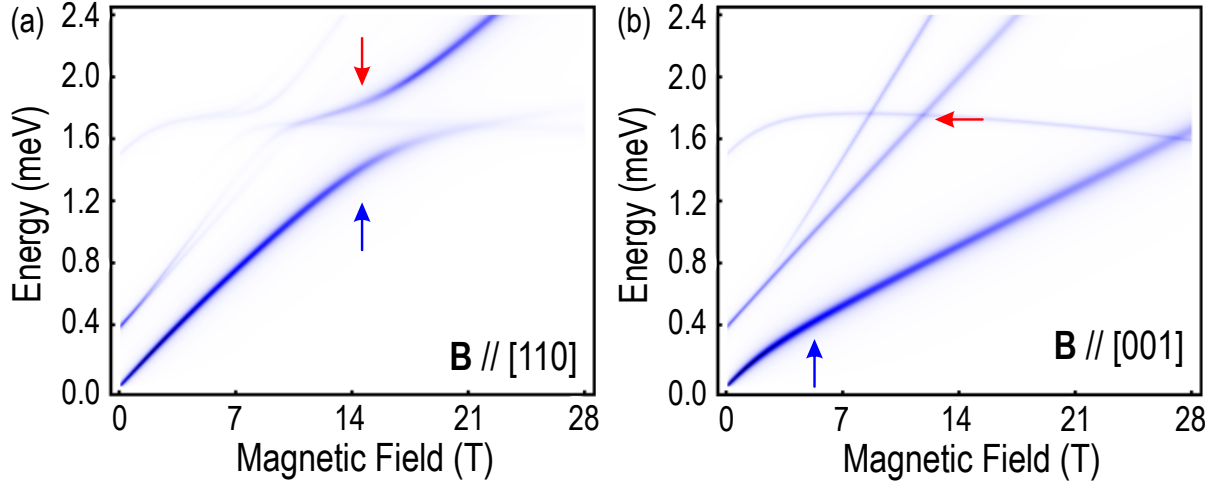 (a)
2.4
2.0
1.6
1.2
0.8
0.4
0.0
Energy (meV)
B // [110]
0 7 14 21 28
Magnetic Field (T)
(b)
2.4
2.0
1.6
1.2
0.8
0.4
0.0
Energy (meV)
B // [001]
0 7 14 21 28
Magnetic Field (T)